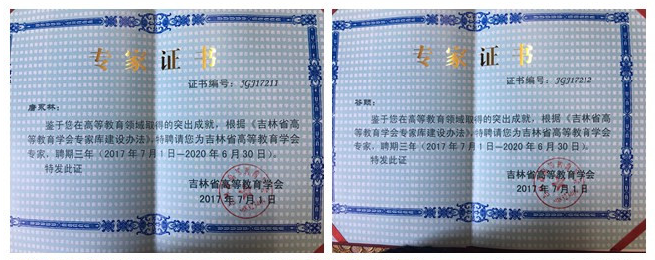 专家证书
证书编号：JGJ17211
唐家林：
鉴于您在高等教育领域取得的突出成就，根据《吉林省高
等教育学会专家库建设办法》，特聘请您为吉林省高等教育学会
专家，聘期三年（2017年7月1日—2020年6月30日）。
特发此证
吉林省高等教育学会
2017年7月1日
专家证书
证书编号：JGJ17212
鉴于您在高等教育领域取得的突出成就，根据《吉林省高
等教育学会专家库建设办法》，特聘请您为吉林省高等教育学会
专家，聘期三年（2017年7月1日—2020年6月30日）。
特发此证
吉林省高等教育学会
2017年7月1日